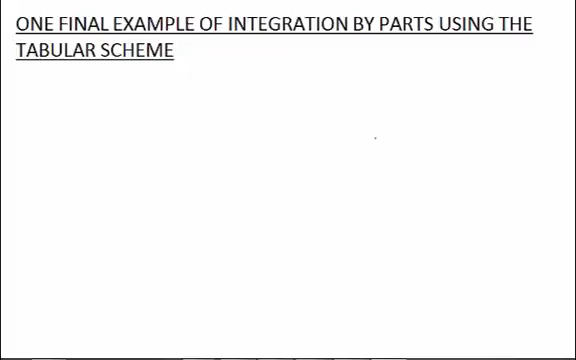 ONE FINAL EXAMPLE OF INTEGRATION BY PARTS USING THE
TABULAR SCHEME